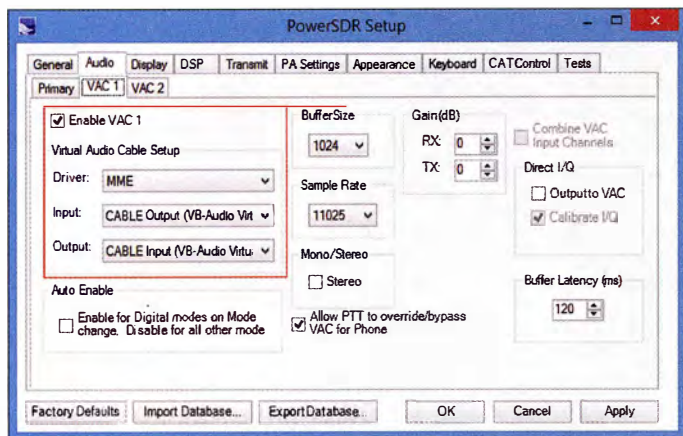 PowerSDR Setup
General Audio Display DSP Transmit PA Settings Appearance Keyboard CATControl Tests
Primary VAC 1 VAC 2
Enable VAC 1
Virtual Audio Cable Setup
Driver: MME
Input: CABLE Output (VB-Audio Virt
Output: CABLE Input (VB-Audio Virtu
Auto Enable
Enable for Digital modes on Mode
change. Disable for all other mode
BufferSize
1024
Sample Rate
11025
Mono/Stereo
Stereo
Allow PTT to override/bypass
VAC for Phone
Gain(dB)
RX: 0
TX: 0
Combine VAC
Input Channels
Direct I/Q
Outputto VAC
Calibrate I/Q
Buffer Latency (ms)
120
Factory Defaults Import Database... ExportDatabase... OK Cancel Apply